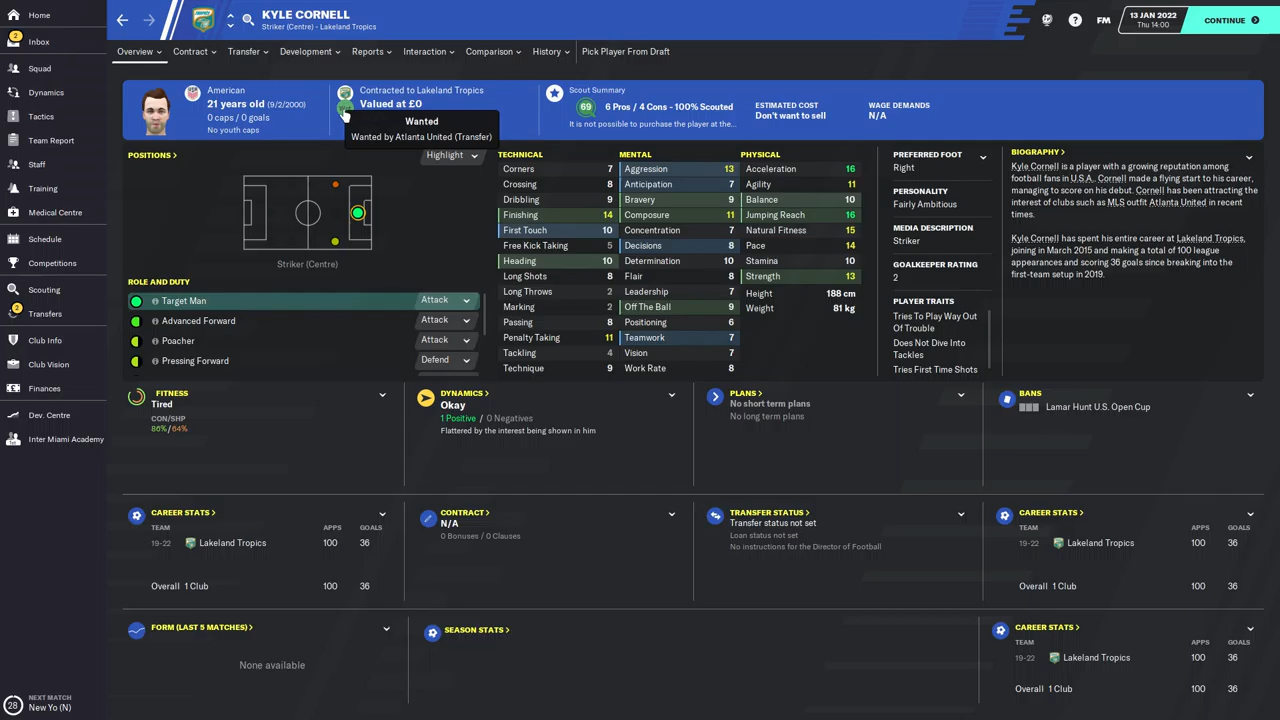 Home
2
Inbox
Squad
Dynamics
Tactics
Team Report
Staff
Training
Medical Centre
Schedule
Competitions
Scouting
2
Transfers
Club Info
Club Vision
Finances
Dev. Centre
Inter Miami Academy
28
NEXT MATCH
New Yo (N)
KYLE CORNELL
Striker (Centre) - Lakeland Tropics
?
FM
13 JAN 2022
Thu 14:00
CONTINUE
Overview
Contract
Transfer
Development
Reports
Interaction
Comparison
History
Pick Player From Draft
American
21 years old (9/2/2000)
0 caps / 0 goals
No youth caps
Contracted to Lakeland Tropics
Valued at £0
Wanted
Wanted by Atlanta United (Transfer)
Scout Summary
69
6 Pros / 4 Cons - 100% Scouted
It is not possible to purchase the player at the...
ESTIMATED COST
Don't want to sell
WAGE DEMANDS
N/A
POSITIONS >
Highlight
Striker (Centre)
ROLE AND DUTY
Target Man Attack
Advanced Forward Attack
Poacher Attack
Pressing Forward Defend
TECHNICAL
Corners 7
Crossing 8
Dribbling 9
Finishing 14
First Touch 10
Free Kick Taking 5
Heading 10
Long Shots 8
Long Throws 2
Marking 2
Passing 8
Penalty Taking 11
Tackling 4
Technique 9
MENTAL
Aggression 13
Anticipation 7
Bravery 9
Composure 11
Concentration 7
Decisions 8
Determination 10
Flair 8
Leadership 7
Off The Ball 9
Positioning 6
Teamwork 7
Vision 7
Work Rate 8
PHYSICAL
Acceleration 16
Agility 11
Balance 10
Jumping Reach 16
Natural Fitness 15
Pace 14
Stamina 10
Strength 13
Height 188 cm
Weight 81 kg
PREFERRED FOOT
Right
PERSONALITY
Fairly Ambitious
MEDIA DESCRIPTION
Striker
GOALKEEPER RATING
2
PLAYER TRAITS
Tries To Play Way Out
Of Trouble
Does Not Dive Into
Tackles
Tries First Time Shots
BIOGRAPHY >
Kyle Cornell is a player with a growing reputation among
football fans in U.S.A.. Cornell made a flying start to his career,
managing to score on his debut. Cornell has been attracting the
interest of clubs such as MLS outfit Atlanta United in recent
times.
Kyle Cornell has spent his entire career at Lakeland Tropics,
joining in March 2015 and making a total of 100 league
appearances and scoring 36 goals since breaking into the
first-team setup in 2019.
FITNESS
Tired
CON/SHP
86%/64%
DYNAMICS >
Okay
1 Positive / 0 Negatives
Flattered by the interest being shown in him
PLANS >
No short term plans
No long term plans
BANS
Lamar Hunt U.S. Open Cup
CAREER STATS >
TEAM APPS GOALS
19-22 Lakeland Tropics 100 36
Overall 1 Club 100 36
CONTRACT >
N/A
0 Bonuses / 0 Clauses
TRANSFER STATUS >
Transfer status not set
Loan status not set
No instructions for the Director of Football
CAREER STATS >
TEAM APPS GOALS
19-22 Lakeland Tropics 100 36
Overall 1 Club 100 36
FORM (LAST 5 MATCHES) >
None available
SEASON STATS >
CAREER STATS >
TEAM APPS GOALS
19-22 Lakeland Tropics 100 36
Overall 1 Club 100 36